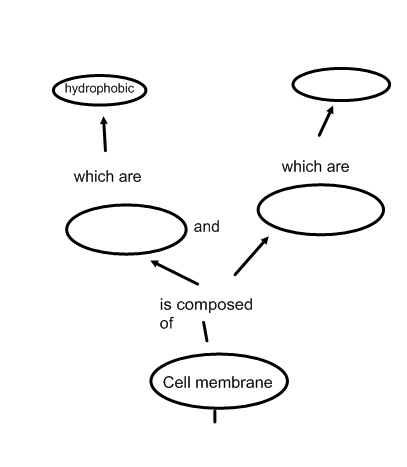 hydrophobic
which are
which are
and
is composed
of
Cell membrane